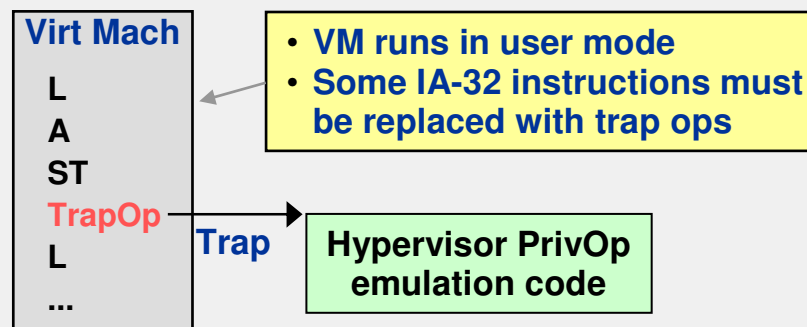 Virt Mach
L
A
ST
TrapOp
L
...
• VM runs in user mode
• Some IA-32 instructions must
be replaced with trap ops
Trap
Hypervisor PrivOp
emulation code